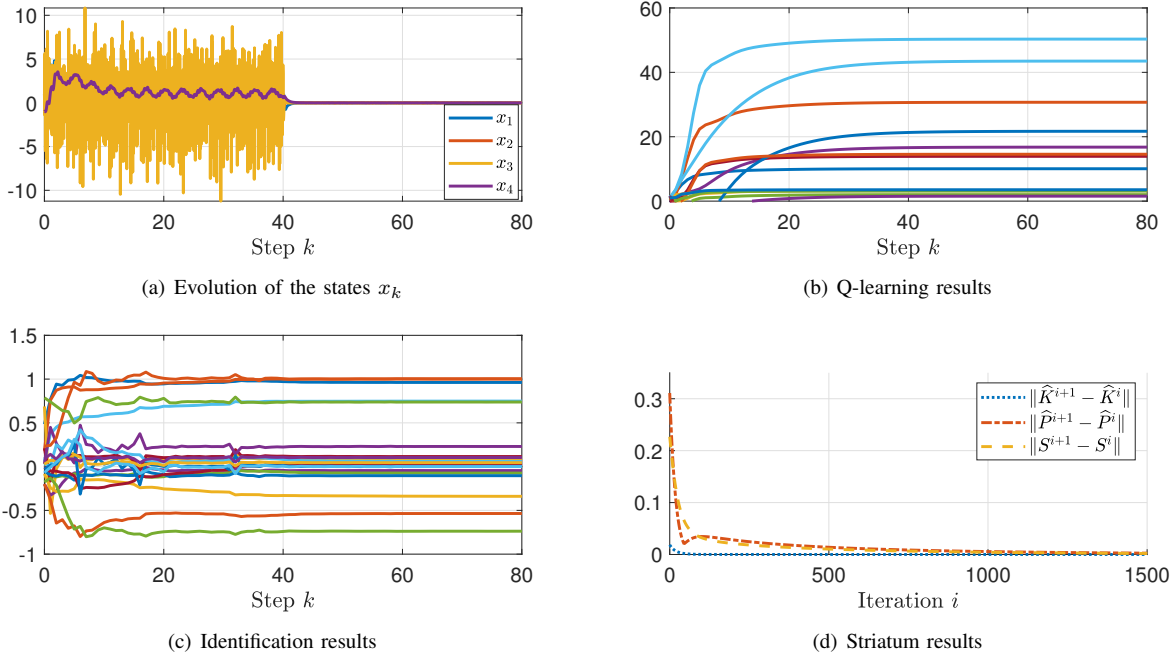 10
5
0
-5
-10
x₁
x₂
x₃
x₄
0 20 40 60 80
Step k
(a) Evolution of the states xₖ
60
40
20
0
0 20 40 60 80
Step k
(b) Q-learning results
1.5
1
0.5
0
-0.5
-1
0 20 40 60 80
Step k
(c) Identification results
0.3
0.2
0.1
0
‖K̂ⁱ⁺¹ − K̂ⁱ‖
‖P̂ⁱ⁺¹ − P̂ⁱ‖
‖Sⁱ⁺¹ − Sⁱ‖
0 500 1000 1500
Iteration i
(d) Striatum results